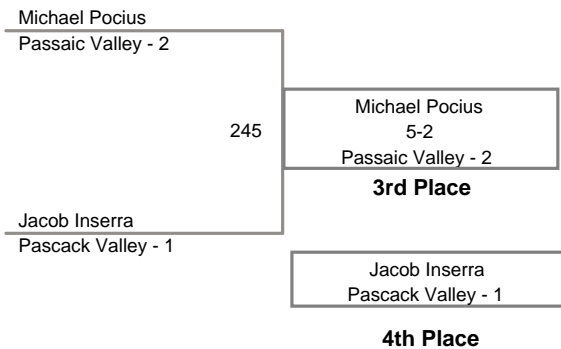 Michael Pocius
Passaic Valley - 2
245
Michael Pocius
5-2
Passaic Valley - 2
3rd Place
Jacob Inserra
Pascack Valley - 1
Jacob Inserra
Pascack Valley - 1
4th Place